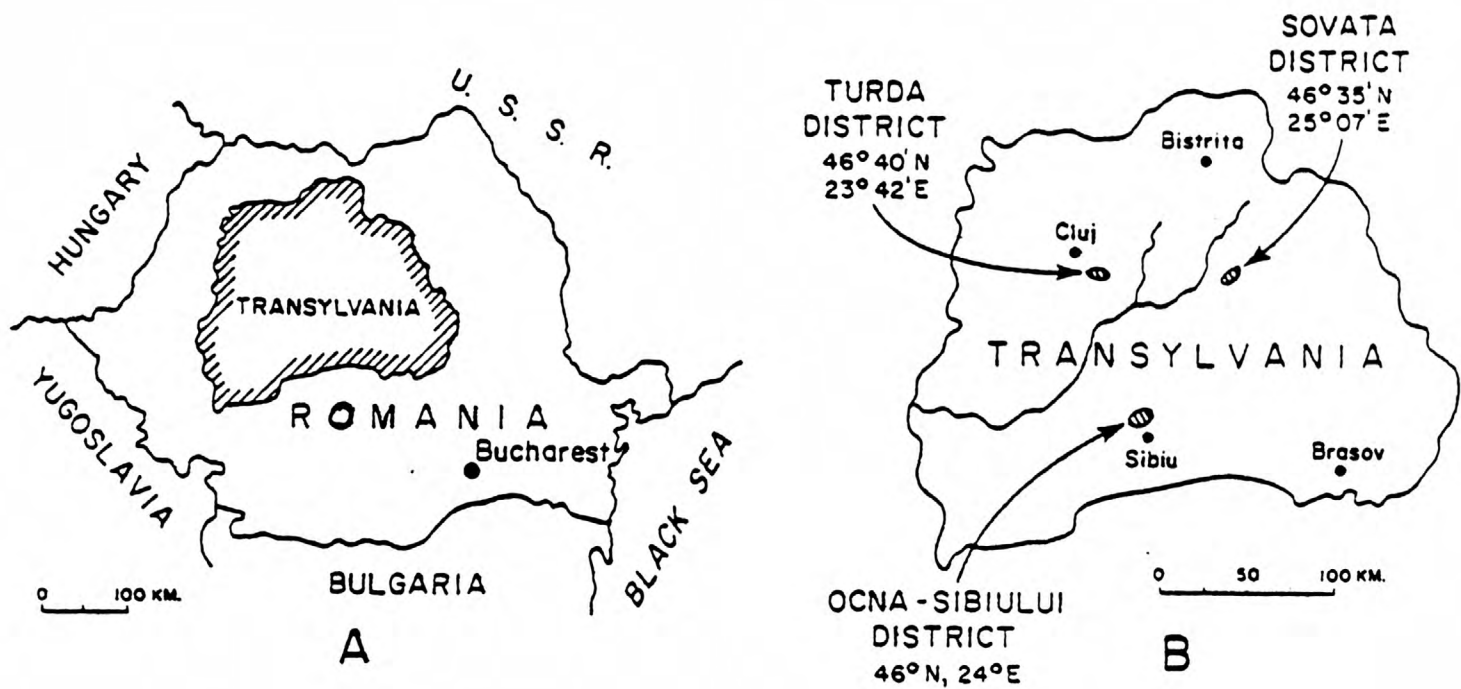 U. S. S. R.
HUNGARY
TRANSYLVANIA
ROMANIA
Bucharest
YUGOSLAVIA
BLACK SEA
BULGARIA
0 100 KM.
A
SOVATA
DISTRICT
46° 35' N
25° 07' E
TURDA
DISTRICT
46° 40' N
23° 42' E
Bistrita
Cluj
TRANSYLVANIA
Sibiu
Brasov
0 50 100 KM.
OCNA-SIBIULUI
DISTRICT
46° N, 24° E
B